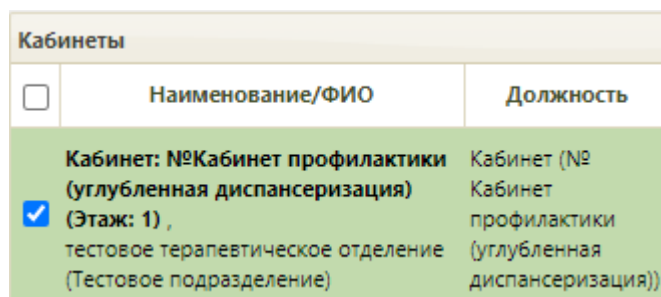 Кабинеты
Наименование/ФИО
Должность
Кабинет: №Кабинет профилактики
(углубленная диспансеризация)
(Этаж: 1) ,
тестовое терапевтическое отделение
(Тестовое подразделение)
Кабинет (№
Кабинет
профилактики
(углубленная
диспансеризация))